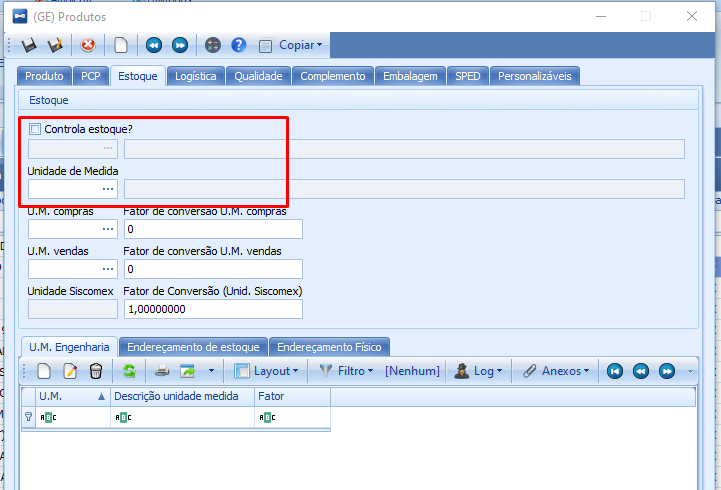 (GE) Produtos
Copiar
Produto PCP Estoque Logística Qualidade Complemento Embalagem SPED Personalizáveis
Estoque
Controla estoque?
Unidade de Medida
U.M. compras Fator de conversão U.M. compras
0
U.M. vendas Fator de conversão U.M. vendas
0
Unidade Siscomex Fator de Conversão (Unid. Siscomex)
1,00000000
U.M. Engenharia Endereçamento de estoque Endereçamento Físico
Layout Filtro [Nenhum] Log Anexos
U.M. Descrição unidade medida Fator
ABC ABC ABC